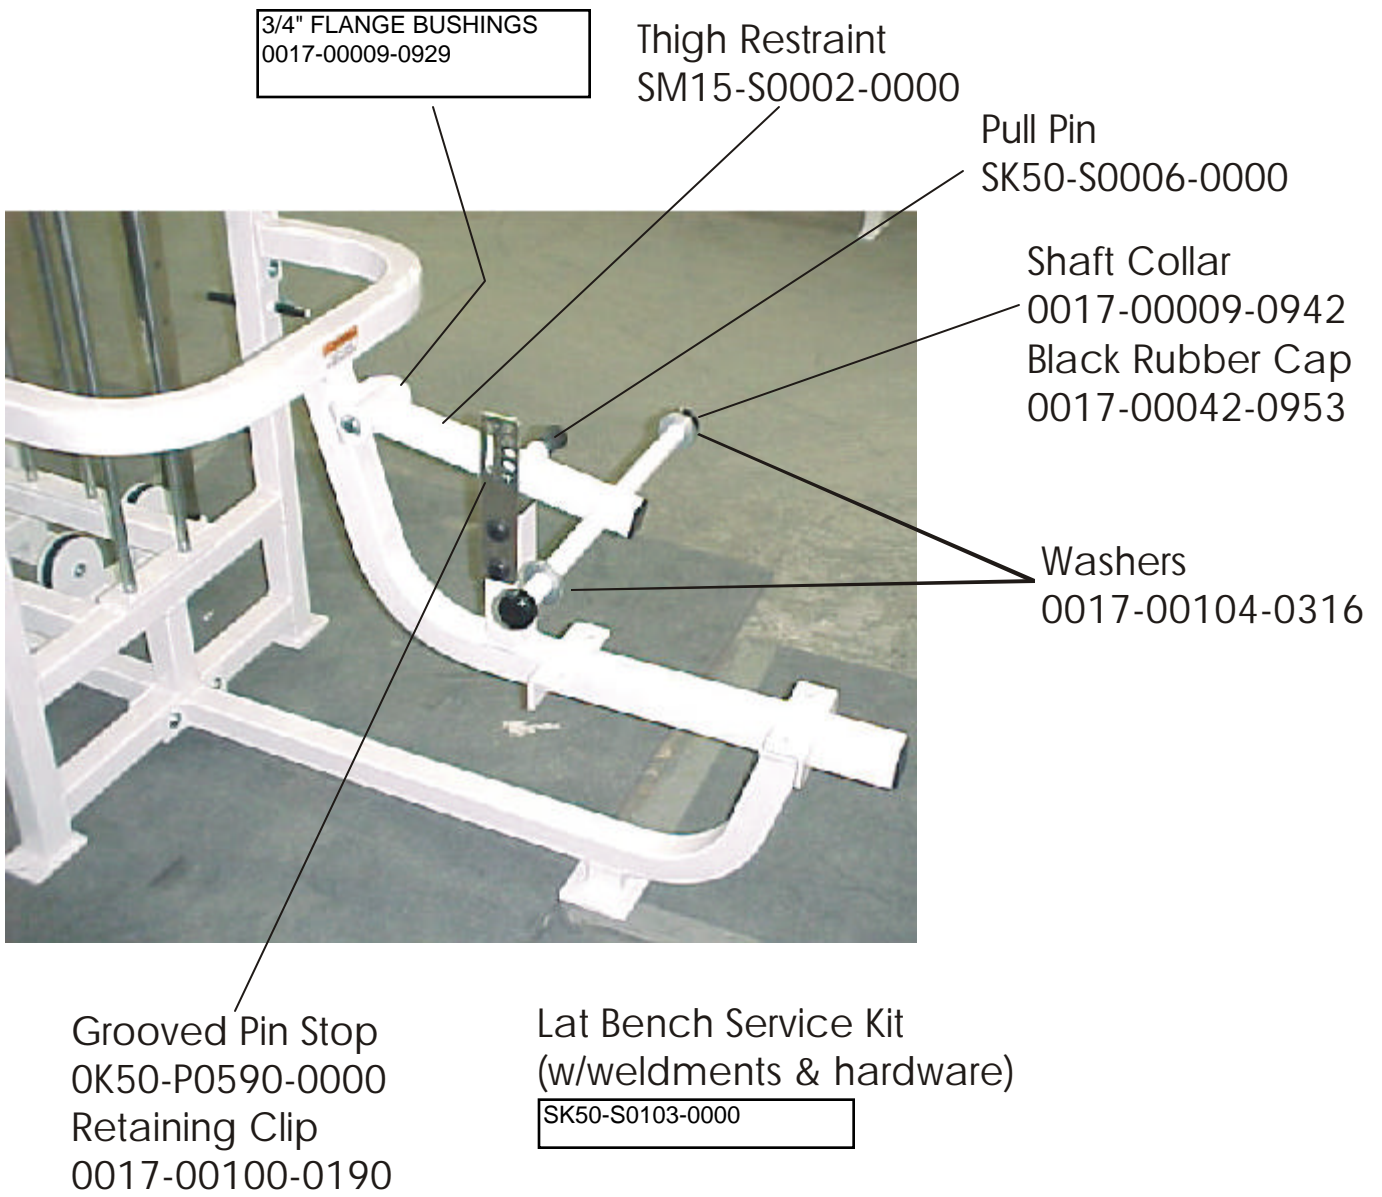 3/4" FLANGE BUSHINGS
0017-00009-0929
Thigh Restraint
SM15-S0002-0000
Pull Pin
SK50-S0006-0000
Shaft Collar
0017-00009-0942
Black Rubber Cap
0017-00042-0953
Washers
0017-00104-0316
Grooved Pin Stop
0K50-P0590-0000
Retaining Clip
0017-00100-0190
Lat Bench Service Kit
(w/weldments & hardware)
SK50-S0103-0000